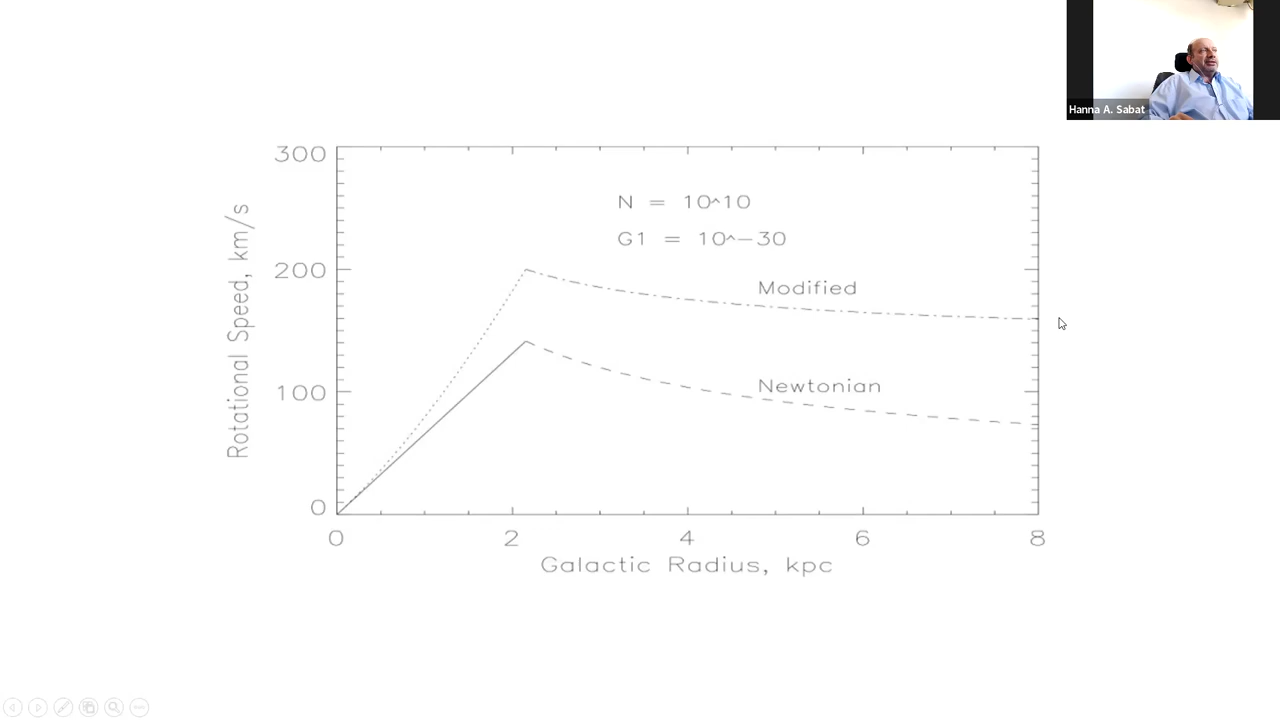 Hanna A. Sabat
300
N = 10^10
G1 = 10^-30
200
Modified
Rotational Speed, km/s
100
Newtonian
0
0 2 4 6 8
Galactic Radius, kpc